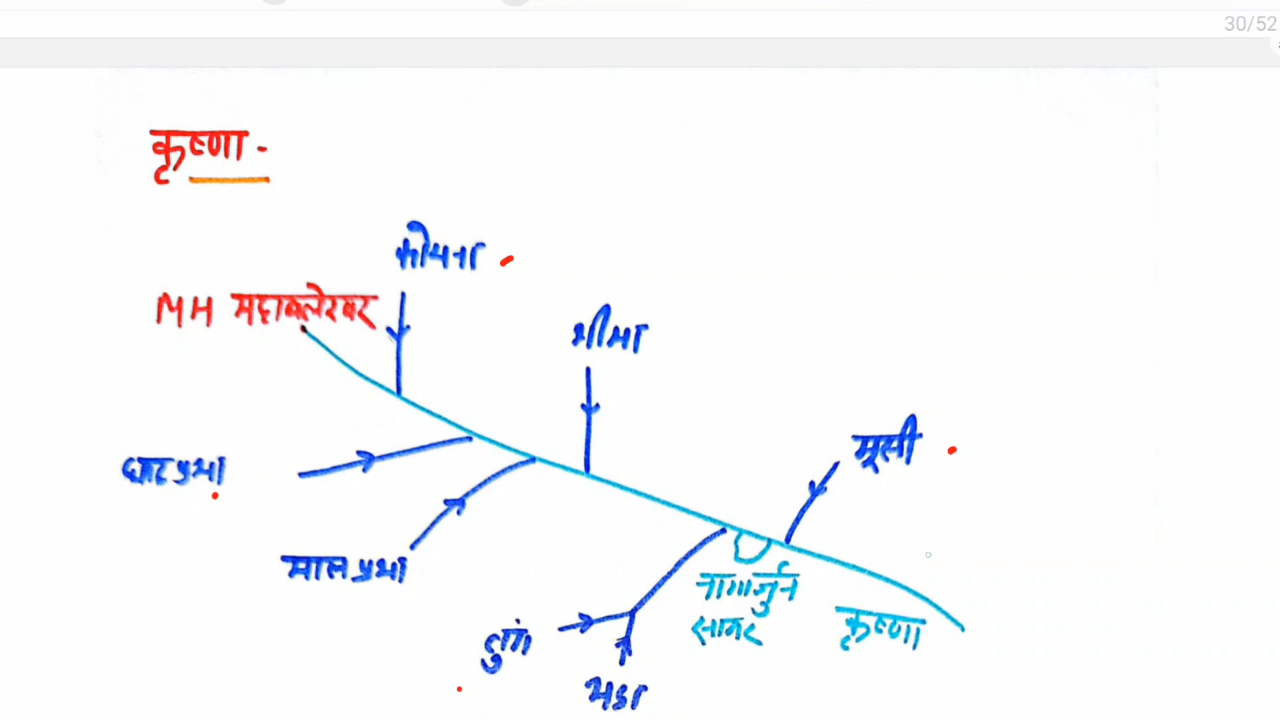 30/52
कृष्णा -
कोयना
MH महाबलेश्वर
भीमा
मूसी
घाटप्रभा
मालप्रभा
नागार्जुन
सागर
कृष्णा
तुंग
भद्रा